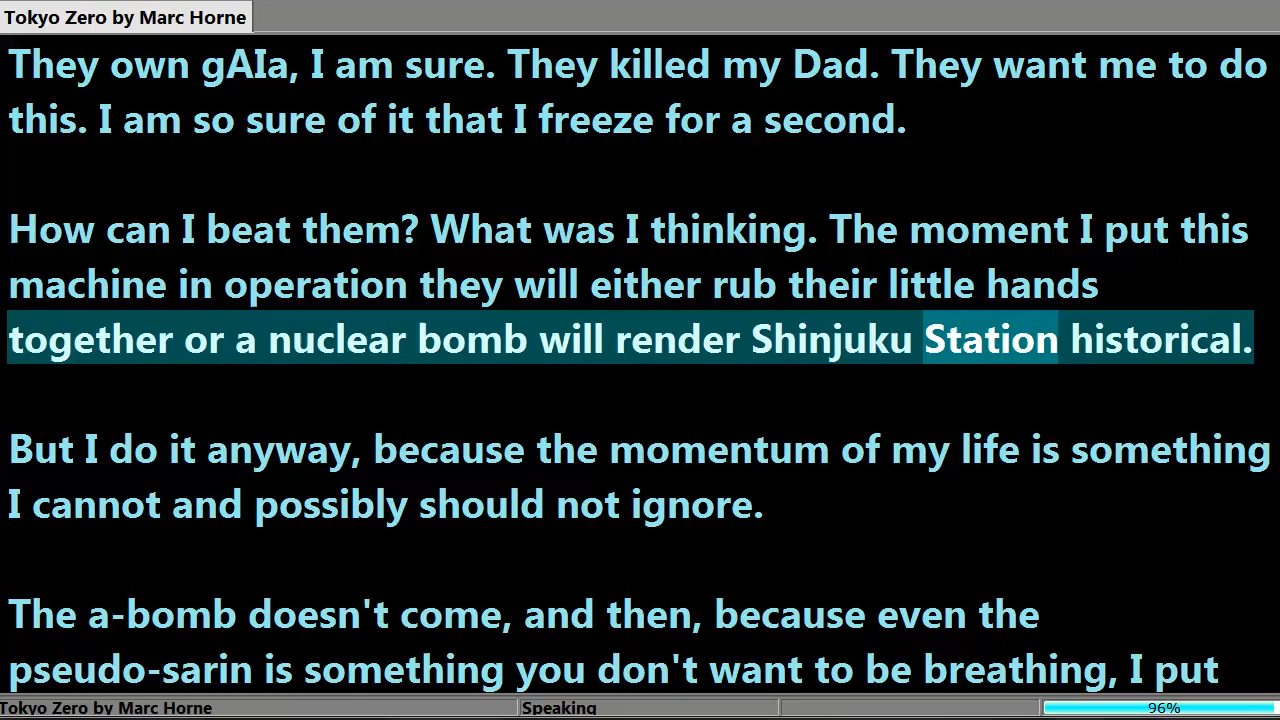 Tokyo Zero by Marc Horne
They own gAIa, I am sure. They killed my Dad. They want me to do
this. I am so sure of it that I freeze for a second.
How can I beat them? What was I thinking. The moment I put this
machine in operation they will either rub their little hands
together or a nuclear bomb will render Shinjuku Station historical.
But I do it anyway, because the momentum of my life is something
I cannot and possibly should not ignore.
The a-bomb doesn't come, and then, because even the
pseudo-sarin is something you don't want to be breathing, I put
Tokyo Zero by Marc Horne Speaking 96%